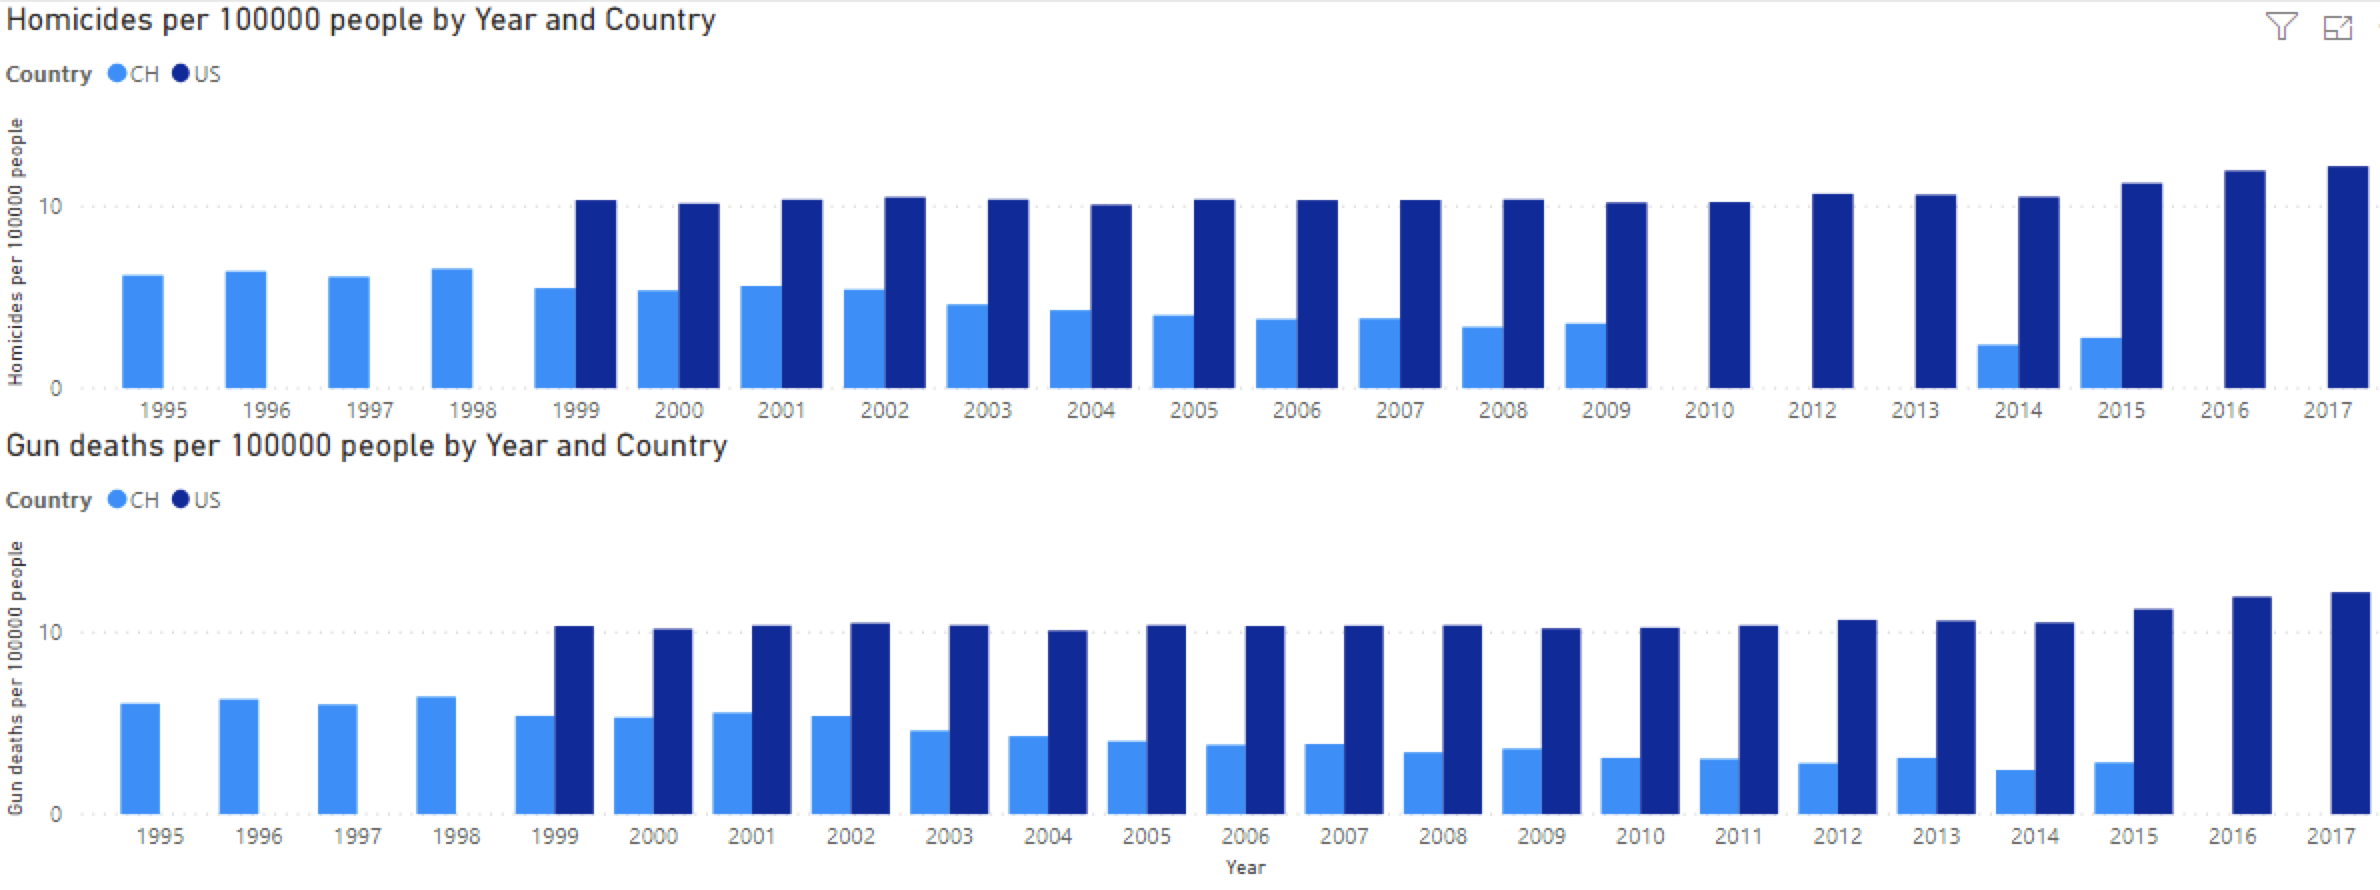 Homicides per 100000 people by Year and Country
Country CH US
Homicides per 100000 people
10
0
1995 1996 1997 1998 1999 2000 2001 2002 2003 2004 2005 2006 2007 2008 2009 2010 2012 2013 2014 2015 2016 2017
Gun deaths per 100000 people by Year and Country
Country CH US
Gun deaths per 100000 people
10
0
1995 1996 1997 1998 1999 2000 2001 2002 2003 2004 2005 2006 2007 2008 2009 2010 2011 2012 2013 2014 2015 2016 2017
Year